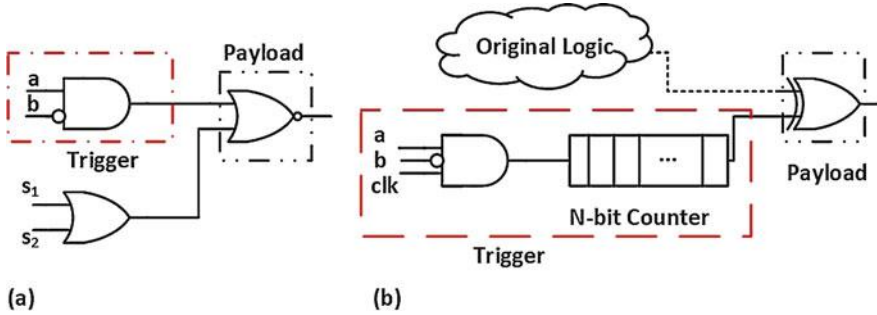 Payload
a
b
Trigger
s1
s2
(a)
Original Logic
a
b
clk
...
N-bit Counter
Trigger
Payload
(b)